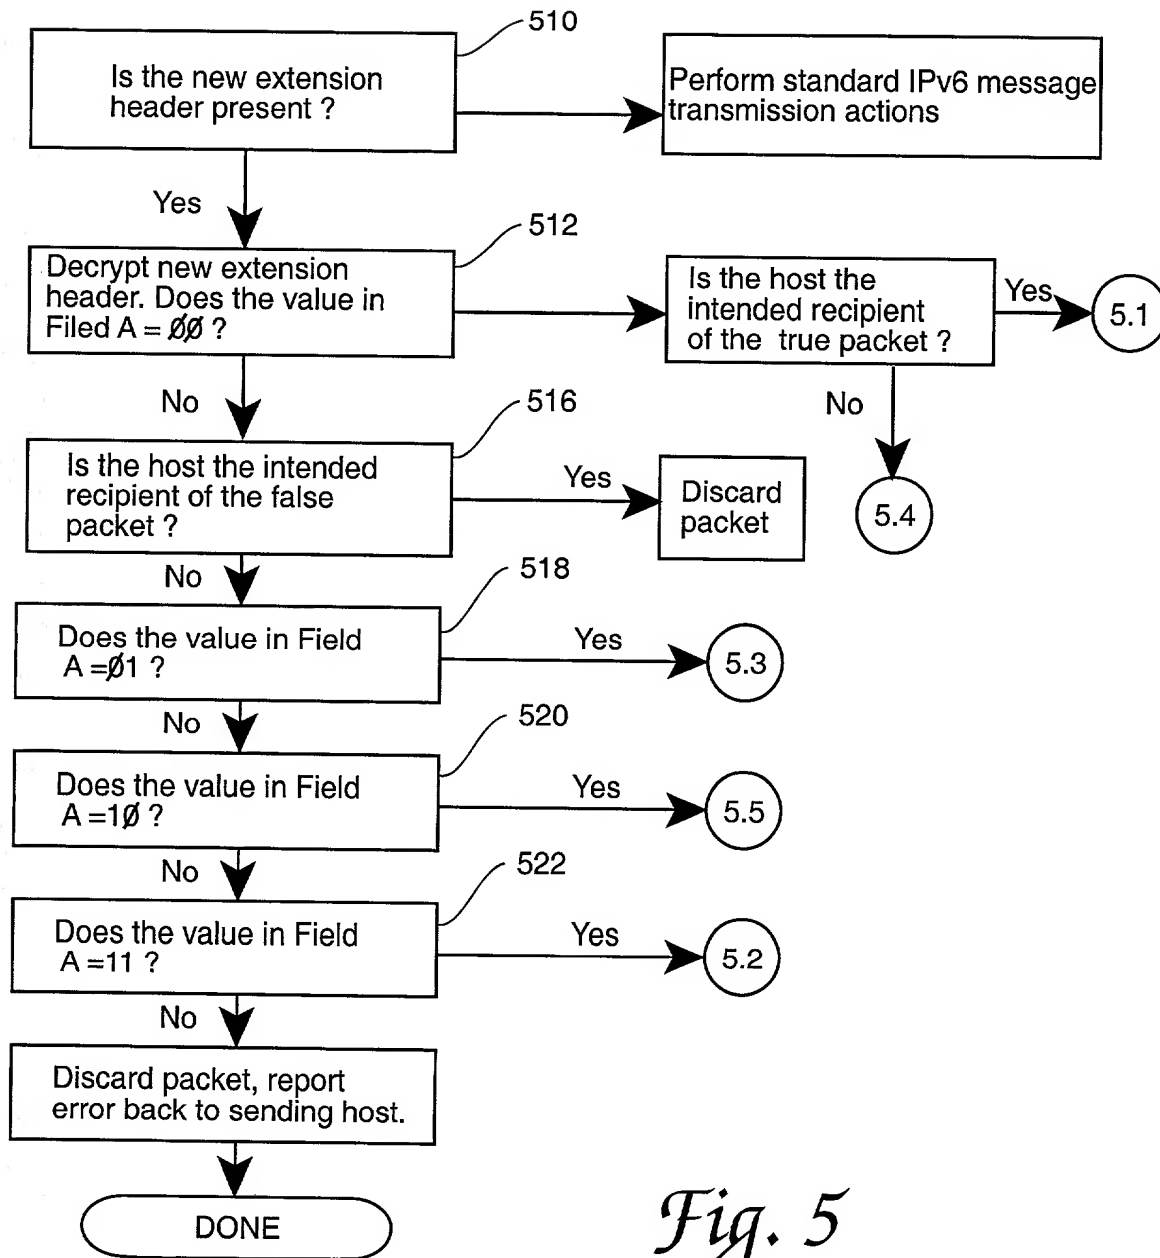 510
Is the new extension
header present ?
Perform standard IPv6 message
transmission actions
Yes
512
Decrypt new extension
header. Does the value in
Filed A = ØØ ?
Is the host the
intended recipient
of the true packet ?
Yes
5.1
No
No
5.4
516
Is the host the intended
recipient of the false
packet ?
Yes
Discard
packet
No
518
Does the value in Field
A =Ø1 ?
Yes
5.3
No
520
Does the value in Field
A =1Ø ?
Yes
5.5
No
522
Does the value in Field
A =11 ?
Yes
5.2
No
Discard packet, report
error back to sending host.
DONE
Fig. 5